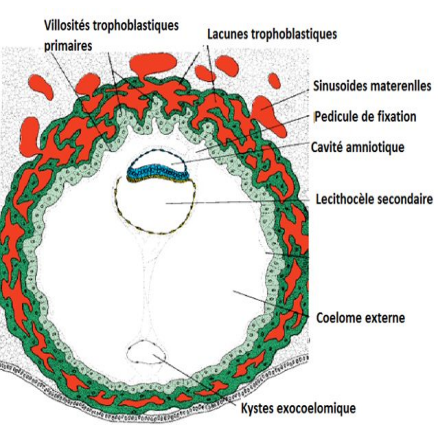 Villosités trophoblastiques
primaires
Lacunes trophoblastiques
Sinusoides materenlles
Pedicule de fixation
Cavité amniotique
Lecithocèle secondaire
Coelome externe
Kystes exocoelomique